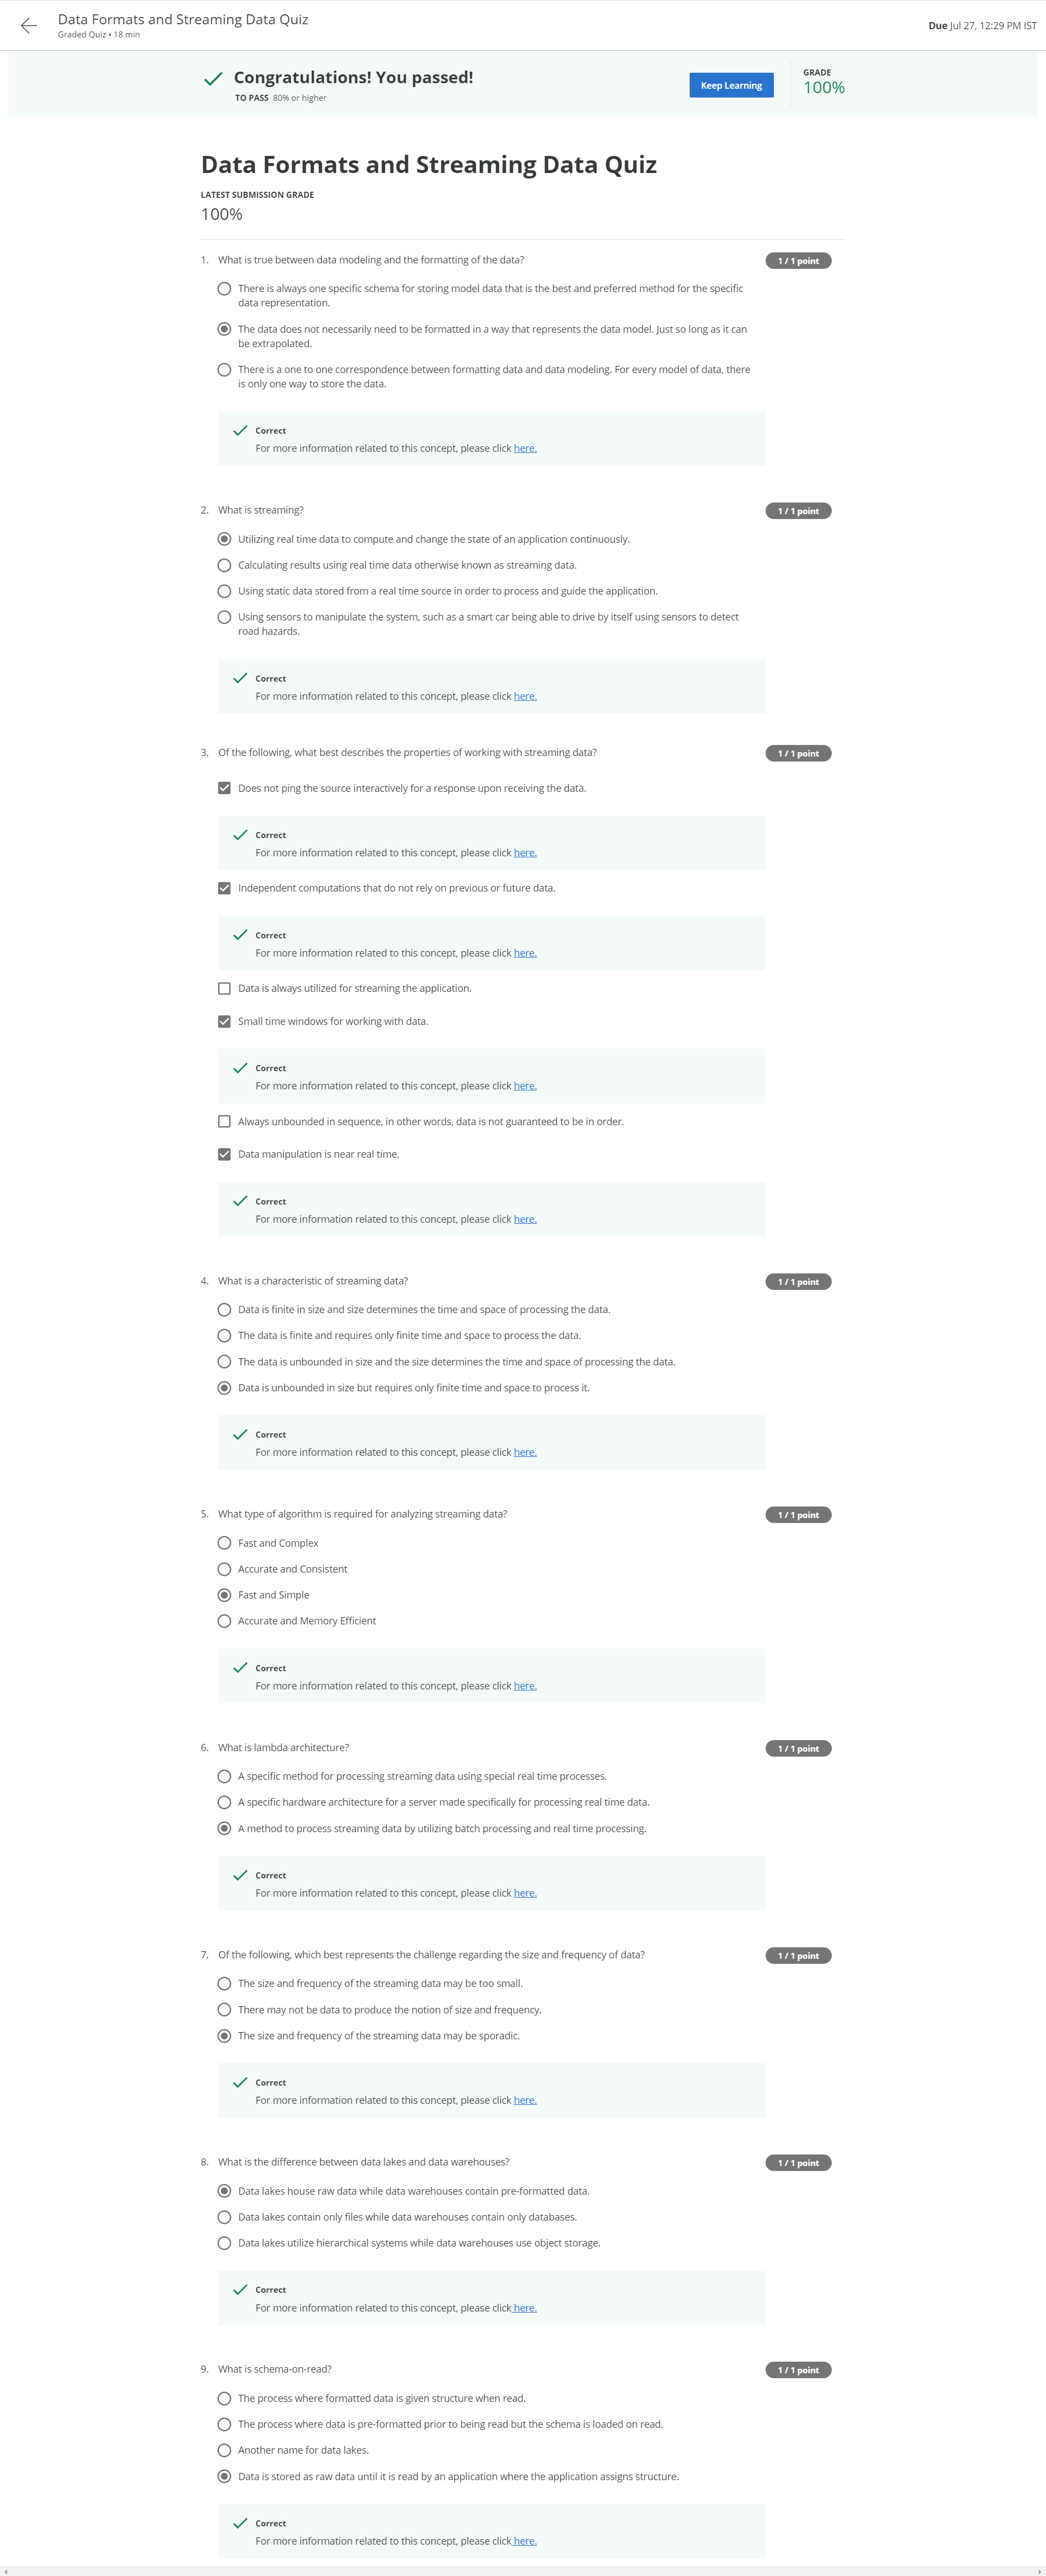 Data Formats and Streaming Data Quiz
Graded Quiz • 18 min
Due Jul 27, 12:29 PM IST
Congratulations! You passed!
TO PASS 80% or higher
Keep Learning
GRADE
100%
Data Formats and Streaming Data Quiz
LATEST SUBMISSION GRADE
100%
1. What is true between data modeling and the formatting of the data?
1 / 1 point
There is always one specific schema for storing model data that is the best and preferred method for the specific
data representation.
The data does not necessarily need to be formatted in a way that represents the data model. Just so long as it can
be extrapolated.
There is a one to one correspondence between formatting data and data modeling. For every model of data, there
is only one way to store the data.
Correct
For more information related to this concept, please click here.
2. What is streaming?
1 / 1 point
Utilizing real time data to compute and change the state of an application continuously.
Calculating results using real time data otherwise known as streaming data.
Using static data stored from a real time source in order to process and guide the application.
Using sensors to manipulate the system, such as a smart car being able to drive by itself using sensors to detect
road hazards.
Correct
For more information related to this concept, please click here.
3. Of the following, what best describes the properties of working with streaming data?
1 / 1 point
Does not ping the source interactively for a response upon receiving the data.
Correct
For more information related to this concept, please click here.
Independent computations that do not rely on previous or future data.
Correct
For more information related to this concept, please click here.
Data is always utilized for streaming the application.
Small time windows for working with data.
Correct
For more information related to this concept, please click here.
Always unbounded in sequence, in other words, data is not guaranteed to be in order.
Data manipulation is near real time.
Correct
For more information related to this concept, please click here.
4. What is a characteristic of streaming data?
1 / 1 point
Data is finite in size and size determines the time and space of processing the data.
The data is finite and requires only finite time and space to process the data.
The data is unbounded in size and the size determines the time and space of processing the data.
Data is unbounded in size but requires only finite time and space to process it.
Correct
For more information related to this concept, please click here.
5. What type of algorithm is required for analyzing streaming data?
1 / 1 point
Fast and Complex
Accurate and Consistent
Fast and Simple
Accurate and Memory Efficient
Correct
For more information related to this concept, please click here.
6. What is lambda architecture?
1 / 1 point
A specific method for processing streaming data using special real time processes.
A specific hardware architecture for a server made specifically for processing real time data.
A method to process streaming data by utilizing batch processing and real time processing.
Correct
For more information related to this concept, please click here.
7. Of the following, which best represents the challenge regarding the size and frequency of data?
1 / 1 point
The size and frequency of the streaming data may be too small.
There may not be data to produce the notion of size and frequency.
The size and frequency of the streaming data may be sporadic.
Correct
For more information related to this concept, please click here.
8. What is the difference between data lakes and data warehouses?
1 / 1 point
Data lakes house raw data while data warehouses contain pre-formatted data.
Data lakes contain only files while data warehouses contain only databases.
Data lakes utilize hierarchical systems while data warehouses use object storage.
Correct
For more information related to this concept, please click here.
9. What is schema-on-read?
1 / 1 point
The process where formatted data is given structure when read.
The process where data is pre-formatted prior to being read but the schema is loaded on read.
Another name for data lakes.
Data is stored as raw data until it is read by an application where the application assigns structure.
Correct
For more information related to this concept, please click here.